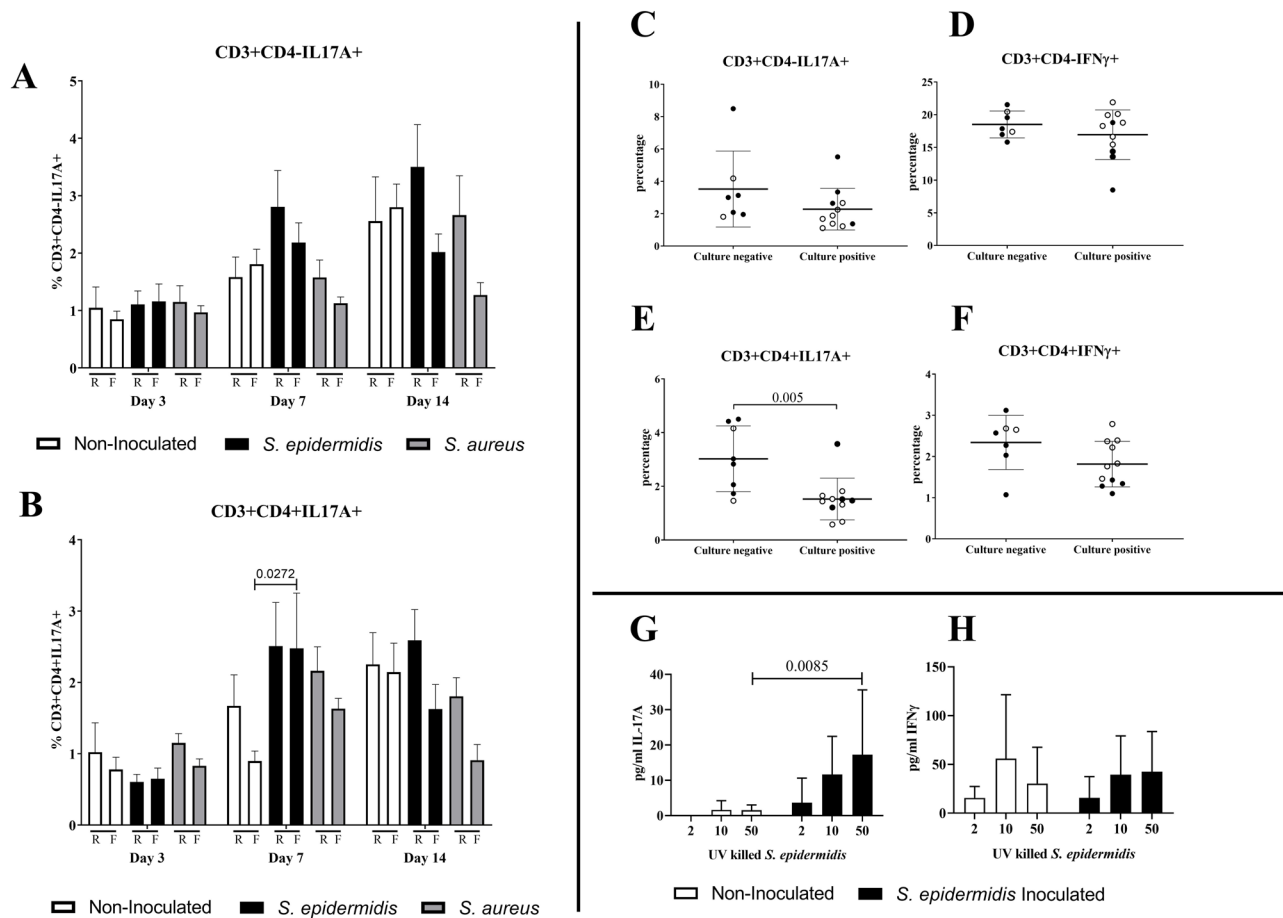 A
CD3+CD4-IL17A+
% CD3+CD4-IL17A+
5
4
3
2
1
0
R F R F R F R F R F R F R F R F R F
Day 3 Day 7 Day 14
Non-Inoculated S. epidermidis S. aureus
B
CD3+CD4+IL17A+
% CD3+CD4+IL17A+
4
3
2
1
0
0.0272
R F R F R F R F R F R F R F R F R F
Day 3 Day 7 Day 14
Non-Inoculated S. epidermidis S. aureus
C
CD3+CD4-IL17A+
percentage
10
8
6
4
2
0
Culture negative Culture positive
D
CD3+CD4-IFNγ+
percentage
25
20
15
10
5
0
Culture negative Culture positive
E
CD3+CD4+IL17A+
percentage
6
4
2
0
0.005
Culture negative Culture positive
F
CD3+CD4+IFNγ+
percentage
4
3
2
1
0
Culture negative Culture positive
G
pg/ml IL-17A
40
30
20
10
0
0.0085
2 10 50 2 10 50
UV killed S. epidermidis
H
pg/ml IFNγ
150
100
50
0
2 10 50 2 10 50
UV killed S. epidermidis
Non-Inoculated S. epidermidis Inoculated